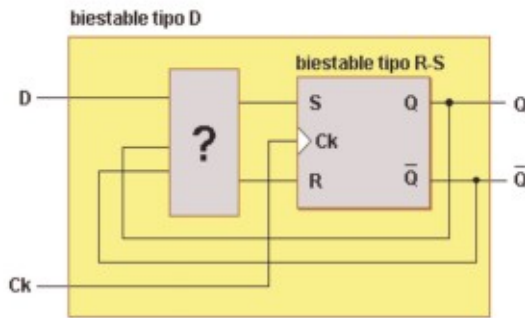 biestable tipo D
biestable tipo R-S
D
S
Q
Q
?
Ck
R
Q̅
Q̅
Ck